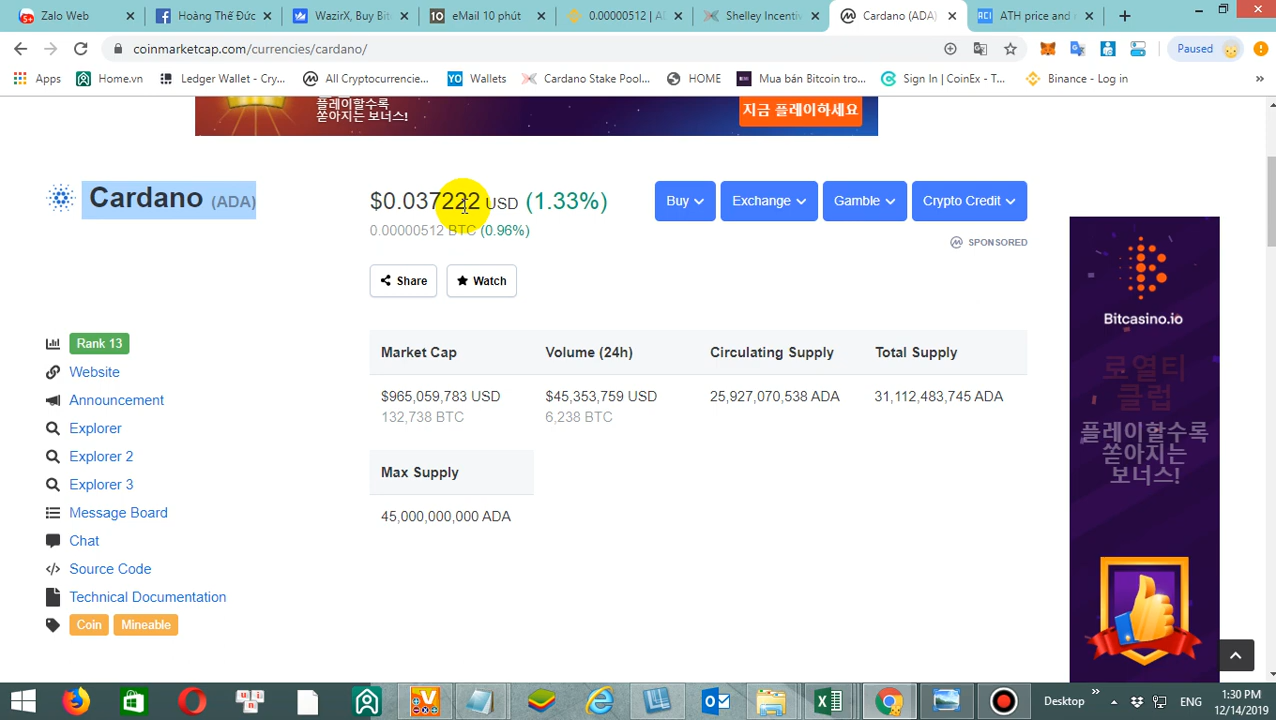 Zalo Web
Hoàng Thế Đức
WazirX, Buy Bit
eMail 10 phút
0.00000512 | AD
Shelley Incentiv
Cardano (ADA)
ATH price and
coinmarketcap.com/currencies/cardano/
Paused
Apps
Home.vn
Ledger Wallet - Cry...
All Cryptocurrencie...
YO Wallets
Cardano Stake Pool...
HOME
Mua bán Bitcoin tro...
Sign In | CoinEx - T...
Binance - Log in
플레이할수록
쏟아지는 보너스!
지금 플레이하세요
Cardano (ADA)
$0.037222 USD (1.33%)
0.00000512 BTC (0.96%)
Buy
Exchange
Gamble
Crypto Credit
SPONSORED
Share
Watch
Rank 13
Website
Announcement
Explorer
Explorer 2
Explorer 3
Message Board
Chat
Source Code
Technical Documentation
Coin
Mineable
Market Cap
Volume (24h)
Circulating Supply
Total Supply
$965,059,783 USD
$45,353,759 USD
25,927,070,538 ADA
31,112,483,745 ADA
132,738 BTC
6,238 BTC
Max Supply
45,000,000,000 ADA
Bitcasino.io
로열티
클럽
플레이할수록
쏟아지는
보너스!
Desktop
ENG
1:30 PM
12/14/2019